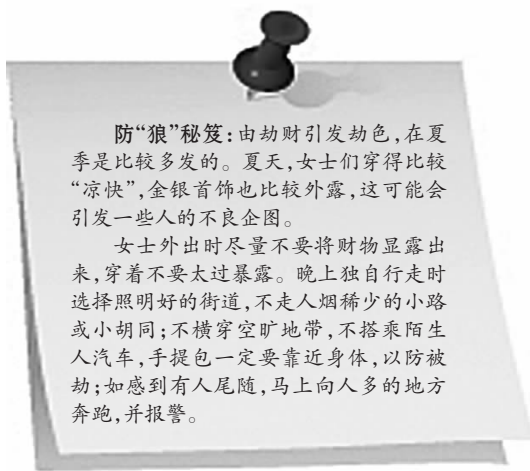 防“狼”秘笈:由劫财引发劫色,在夏
季是比较多发的。夏天,女士们穿得比较
“凉快”,金银首饰也比较外露,这可能会
引发一些人的不良企图。
女士外出时尽量不要将财物显露出
来,穿着不要太过暴露。晚上独自行走时
选择照明好的街道,不走人烟稀少的小路
或小胡同;不横穿空旷地带,不搭乘陌生
人汽车,手提包一定要靠近身体,以防被
劫;如感到有人尾随,马上向人多的地方
奔跑,并报警。